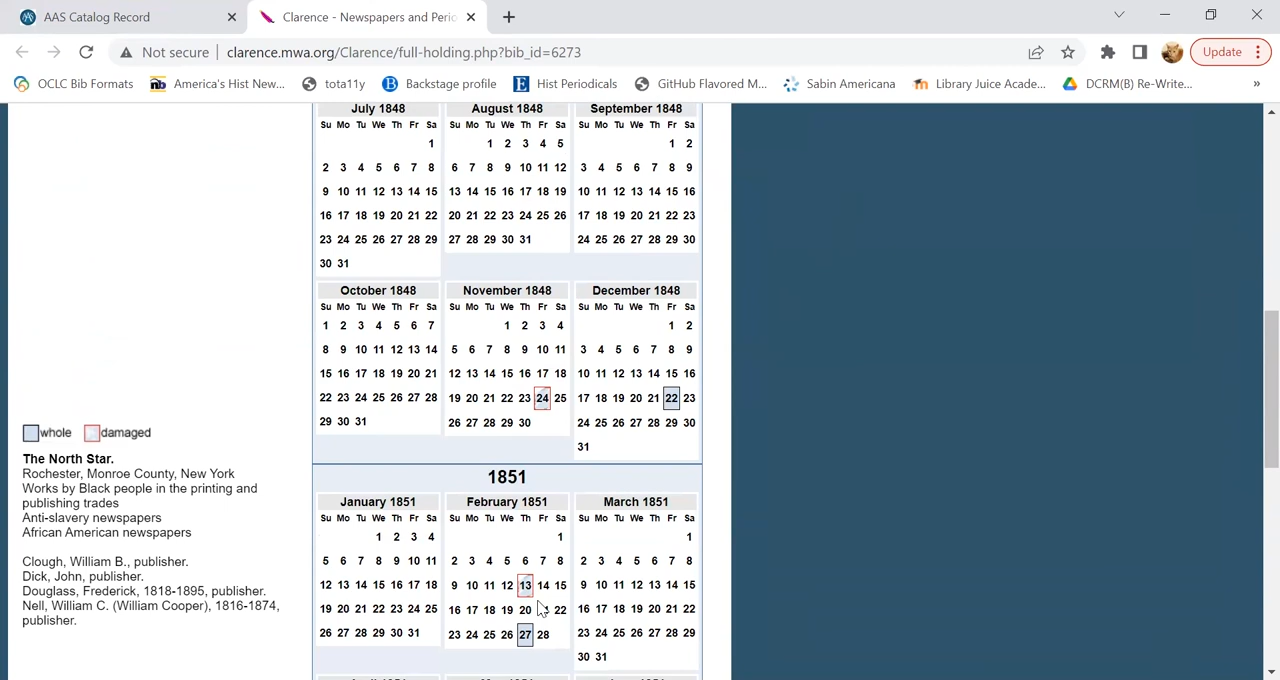 AAS Catalog Record
Clarence - Newspapers and Perio
Not secure
clarence.mwa.org/Clarence/full-holding.php?bib_id=6273
Update
OCLC Bib Formats
America's Hist New...
tota11y
Backstage profile
Hist Periodicals
GitHub Flavored M...
Sabin Americana
Library Juice Acade...
DCRM(B) Re-Write...
»
July 1848
Su Mo Tu We Th Fr Sa
1
2 3 4 5 6 7 8
9 10 11 12 13 14 15
16 17 18 19 20 21 22
23 24 25 26 27 28 29
30 31
August 1848
Su Mo Tu We Th Fr Sa
1 2 3 4 5
6 7 8 9 10 11 12
13 14 15 16 17 18 19
20 21 22 23 24 25 26
27 28 29 30 31
September 1848
Su Mo Tu We Th Fr Sa
1 2
3 4 5 6 7 8 9
10 11 12 13 14 15 16
17 18 19 20 21 22 23
24 25 26 27 28 29 30
October 1848
Su Mo Tu We Th Fr Sa
1 2 3 4 5 6 7
8 9 10 11 12 13 14
15 16 17 18 19 20 21
22 23 24 25 26 27 28
29 30 31
November 1848
Su Mo Tu We Th Fr Sa
1 2 3 4
5 6 7 8 9 10 11
12 13 14 15 16 17 18
19 20 21 22 23 24 25
26 27 28 29 30
December 1848
Su Mo Tu We Th Fr Sa
1 2
3 4 5 6 7 8 9
10 11 12 13 14 15 16
17 18 19 20 21 22 23
24 25 26 27 28 29 30
31
whole damaged
The North Star.
Rochester, Monroe County, New York
Works by Black people in the printing and
publishing trades
Anti-slavery newspapers
African American newspapers
Clough, William B., publisher.
Dick, John, publisher.
Douglass, Frederick, 1818-1895, publisher.
Nell, William C. (William Cooper), 1816-1874,
publisher.
1851
January 1851
Su Mo Tu We Th Fr Sa
1 2 3 4
5 6 7 8 9 10 11
12 13 14 15 16 17 18
19 20 21 22 23 24 25
26 27 28 29 30 31
February 1851
Su Mo Tu We Th Fr Sa
1
2 3 4 5 6 7 8
9 10 11 12 13 14 15
16 17 18 19 20 22
23 24 25 26 27 28
March 1851
Su Mo Tu We Th Fr Sa
1
2 3 4 5 6 7 8
9 10 11 12 13 14 15
16 17 18 19 20 21 22
23 24 25 26 27 28 29
30 31